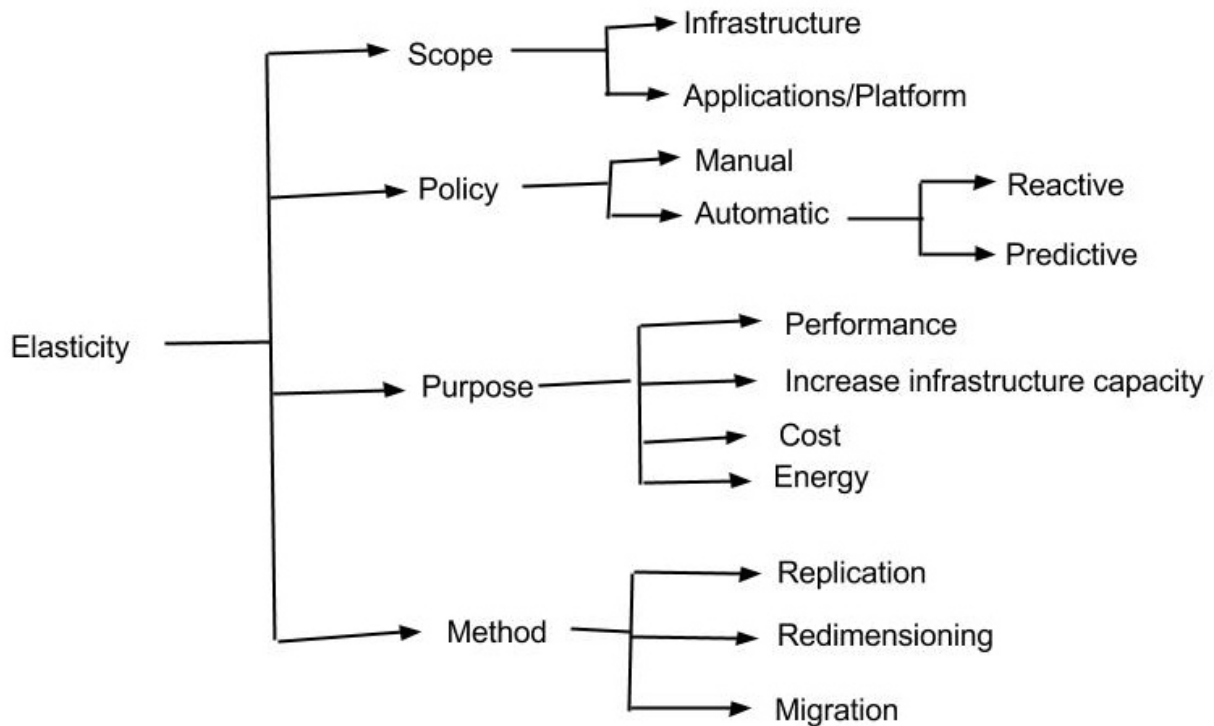 Infrastructure
Scope
Applications/Platform
Manual
Policy
Automatic
Reactive
Predictive
Elasticity
Performance
Purpose
Increase infrastructure capacity
Cost
Energy
Replication
Method
Redimensioning
Migration